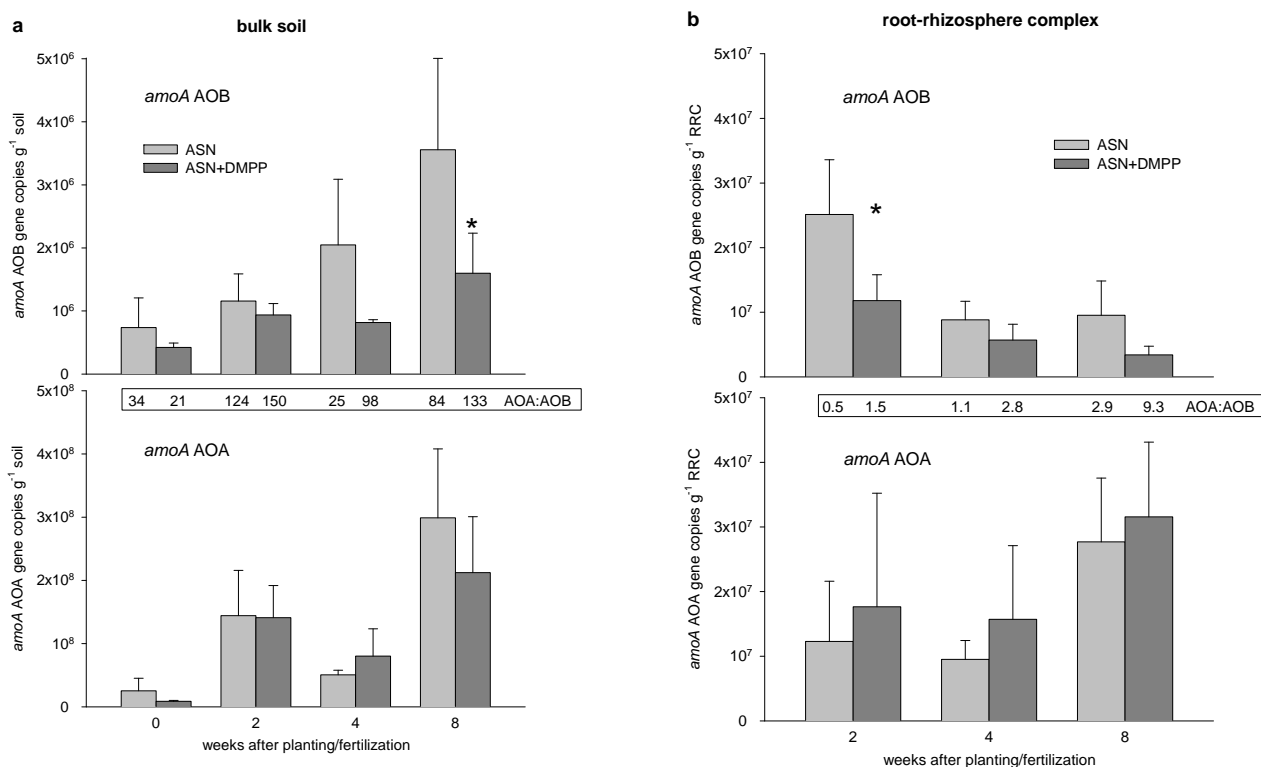 a
bulk soil
5x10⁶
4x10⁶
3x10⁶
2x10⁶
10⁶
0
amoA AOB gene copies g⁻¹ soil
amoA AOB
ASN
ASN+DMPP
*
34 21 124 150 25 98 84 133 AOA:AOB
5x10⁸
4x10⁸
3x10⁸
2x10⁸
10⁸
0
amoA AOA gene copies g⁻¹ soil
amoA AOA
0 2 4 8
weeks after planting/fertilization
b
root-rhizosphere complex
5x10⁷
4x10⁷
3x10⁷
2x10⁷
10⁷
0
amoA AOB gene copies g⁻¹ RRC
amoA AOB
ASN
ASN+DMPP
*
0.5 1.5 1.1 2.8 2.9 9.3 AOA:AOB
5x10⁷
4x10⁷
3x10⁷
2x10⁷
10⁷
0
amoA AOA gene copies g⁻¹ RRC
amoA AOA
2 4 8
weeks after planting/fertilization